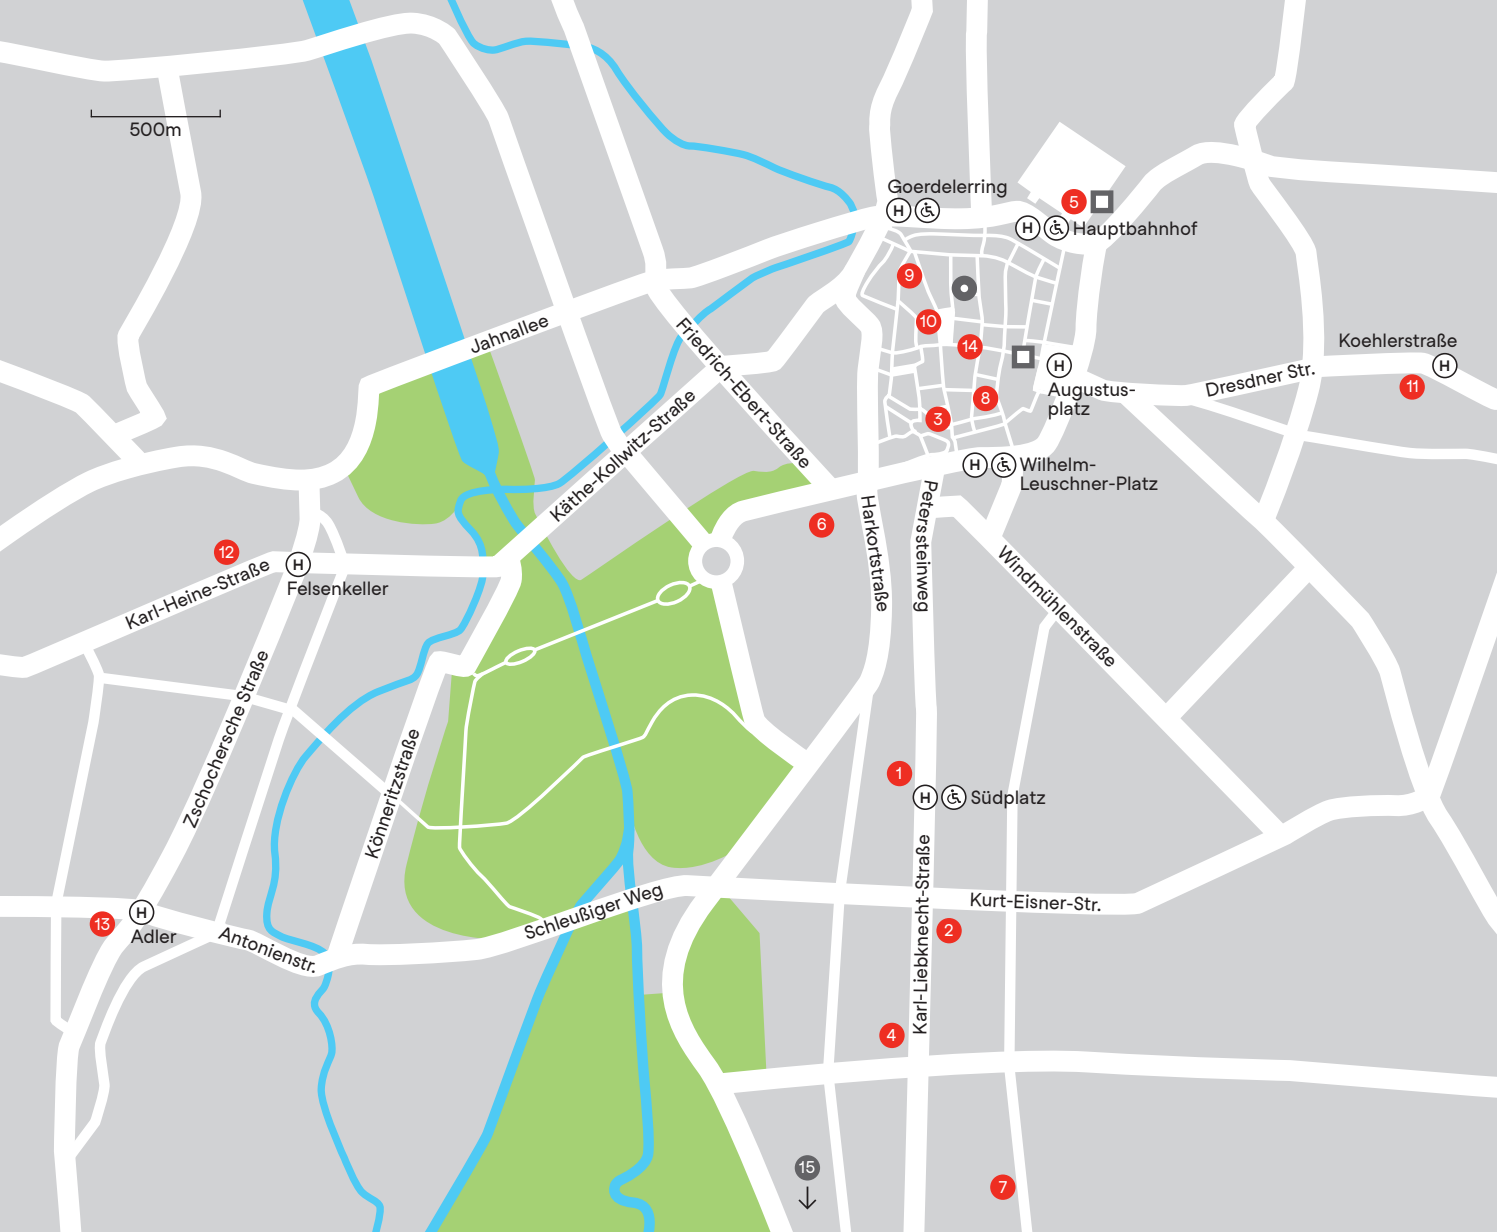 500m
Goerdelerring
H
5
H
Hauptbahnhof
9
10
14
Jahnallee
Friedrich-Ebert-Straße
Koehlerstraße
H
H
Augustus-
platz
Dresdner Str.
11
8
3
Käthe-Kollwitz-Straße
H
Wilhelm-
Leuschner-Platz
6
Harkortstraße
Peterssteinweg
Windmühlenstraße
12
H
Felsenkeller
Karl-Heine-Straße
Zschochersche Straße
Könneritzstraße
1
H
Südplatz
Karl-Liebknecht-Straße
Kurt-Eisner-Str.
Schleußiger Weg
13
H
Adler
Antonienstr.
2
4
15
7